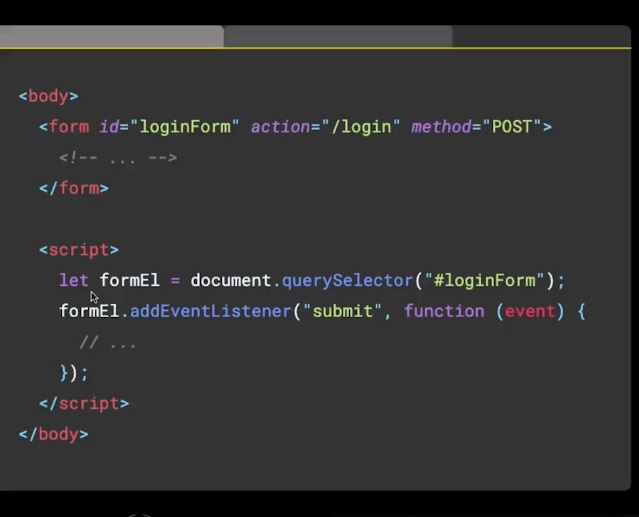 <body>
<form id="loginForm" action="/login" method="POST">
<!-- ... -->
</form>
<script>
let formEl = document.querySelector("#loginForm");
formEl.addEventListener("submit", function (event) {
// ...
});
</script>
</body>